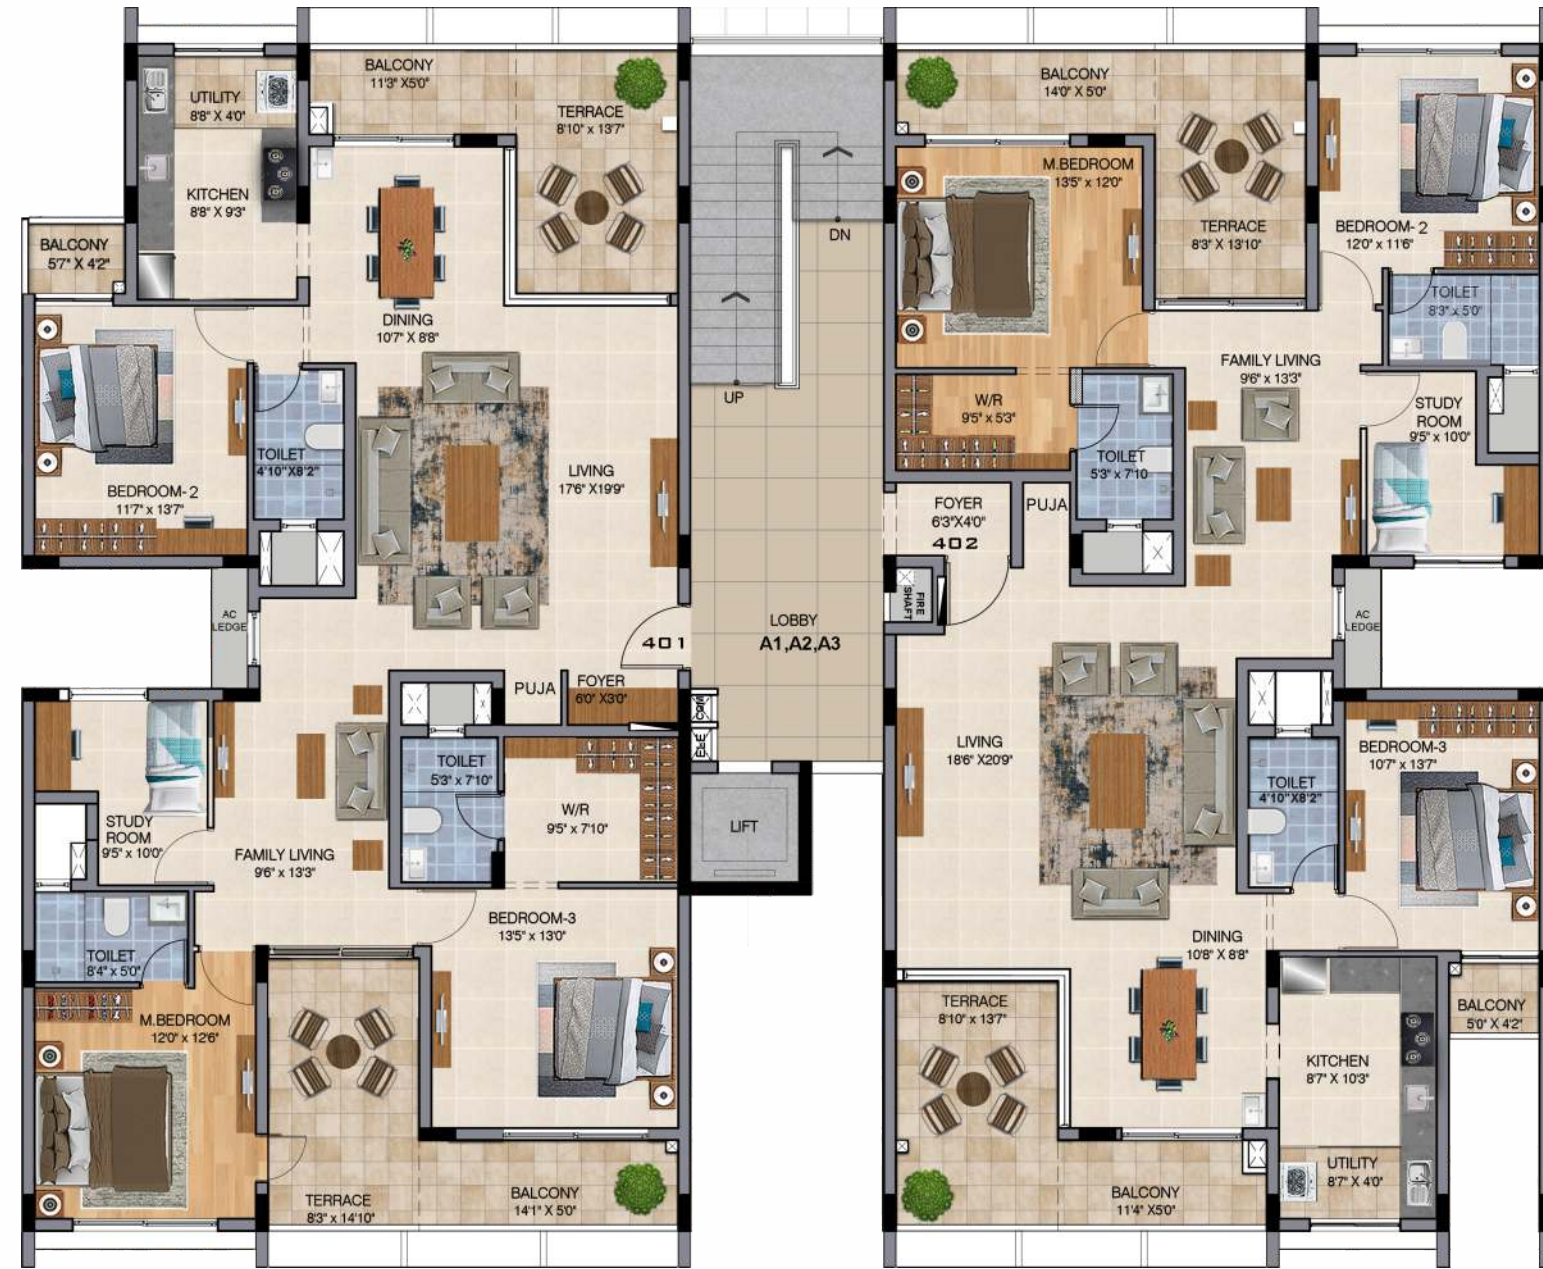 BALCONY
11'3" X5'0"
UTILITY
8'8" X 4'0"
TERRACE
8'10" x 13'7"
KITCHEN
8'8" X 9'3"
BALCONY
5'7" X 4'2"
DINING
10'7" X 8'8"
TOILET
4'10"X8'2"
LIVING
17'6" X19'9"
BEDROOM- 2
11'7" x 13'7"
AC
LEDGE
401
PUJA
FOYER
6'0" X3'0"
TOILET
5'3" x 7'10"
W/R
9'5" x 7'10"
STUDY
ROOM
9'5" x 10'0"
FAMILY LIVING
9'6" x 13'3"
BEDROOM-3
13'5" x 13'0"
TOILET
8'4" x 5'0"
M.BEDROOM
12'0" x 12'6"
TERRACE
8'3" x 14'10"
BALCONY
14'1" X 5'0"
DN
UP
LOBBY
A1,A2,A3
COM
ELE
LIFT
BALCONY
14'0" X 5'0"
M.BEDROOM
13'5" x 12'0"
TERRACE
8'3" X 13'10"
BEDROOM- 2
12'0" x 11'6"
TOILET
8'3" x 5'0"
FAMILY LIVING
9'6" x 13'3"
W/R
9'5" x 5'3"
STUDY
ROOM
9'5" x 10'0"
TOILET
5'3" x 7'10
FOYER
6'3"X4'0"
402
PUJA
FIRE
SHAFT
AC
LEDGE
LIVING
18'6" X20'9"
BEDROOM-3
10'7" x 13'7"
TOILET
4'10"X8'2"
DINING
10'8" X 8'8"
TERRACE
8'10" x 13'7"
BALCONY
5'0" X 4'2"
KITCHEN
8'7" X 10'3"
UTILITY
8'7" X 4'0"
BALCONY
11'4" X5'0"